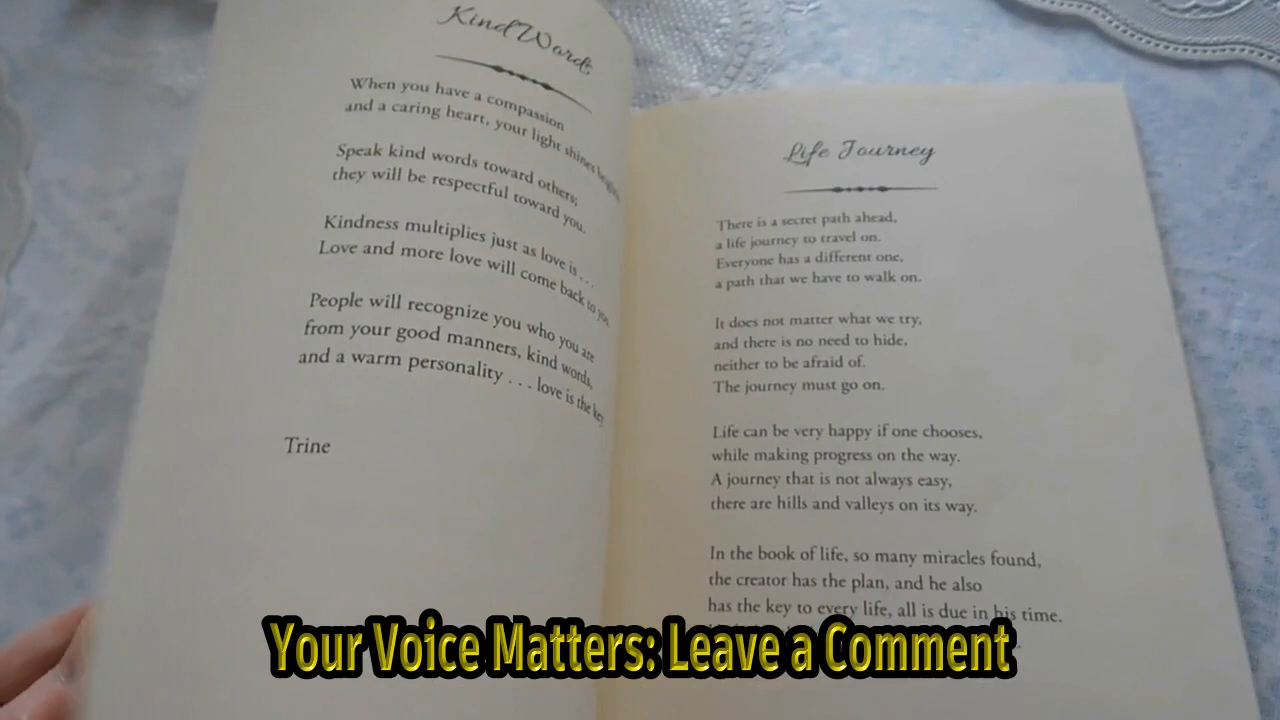 Kind Words
When you have a compassion
and a caring heart, your light shines
Speak kind words toward others;
they will be respectful toward you.
Kindness multiplies just as love is . . .
Love and more love will come back to you
People will recognize you who you are
from your good manners, kind words,
and a warm personality . . . love is the key
Trine
Life Journey
There is a secret path ahead,
a life journey to travel on.
Everyone has a different one,
a path that we have to walk on.
It does not matter what we try,
and there is no need to hide,
neither to be afraid of.
The journey must go on.
Life can be very happy if one chooses,
while making progress on the way.
A journey that is not always easy,
there are hills and valleys on its way.
In the book of life, so many miracles found,
the creator has the plan, and he also
has the key to every life, all is due in his time.
Your Voice Matters: Leave a Comment